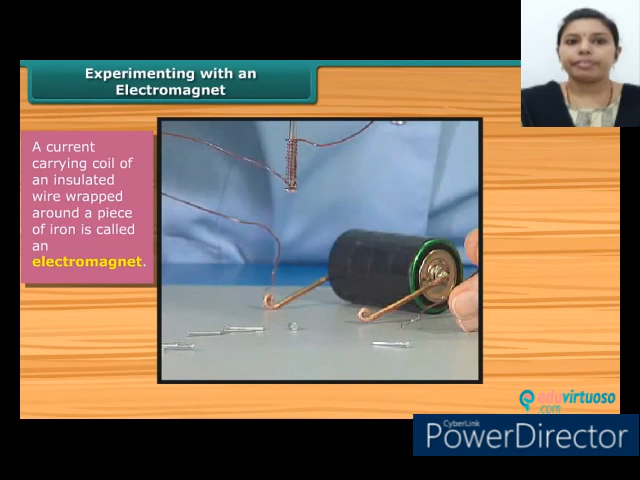 Experimenting with an
Electromagnet
A current
carrying coil of
an insulated
wire wrapped
around a piece
of iron is called
an
electromagnet.
eduvirtuoso
.com
CyberLink
PowerDirector